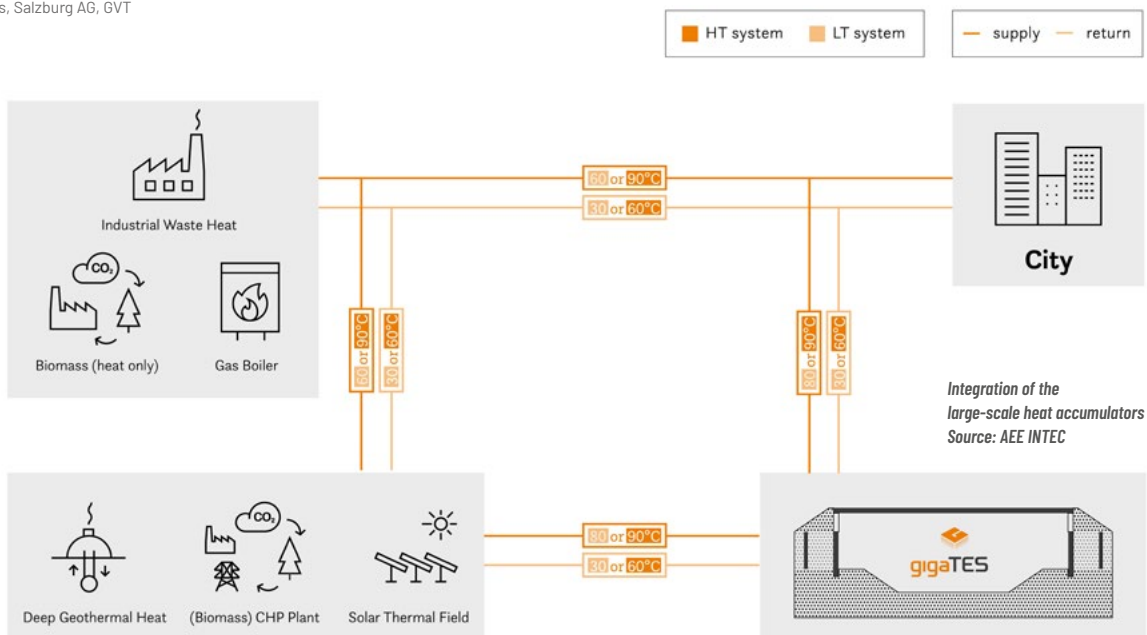 s, Salzburg AG, GVT
HT system LT system
supply return
Industrial Waste Heat
CO₂
Biomass (heat only)
Gas Boiler
60 or 90°C
30 or 60°C
City
60 or 90°C
30 or 60°C
80 or 90°C
30 or 60°C
Integration of the
large-scale heat accumulators
Source: AEE INTEC
Deep Geothermal Heat
CO₂
(Biomass) CHP Plant
Solar Thermal Field
80 or 90°C
30 or 60°C
gigaTES